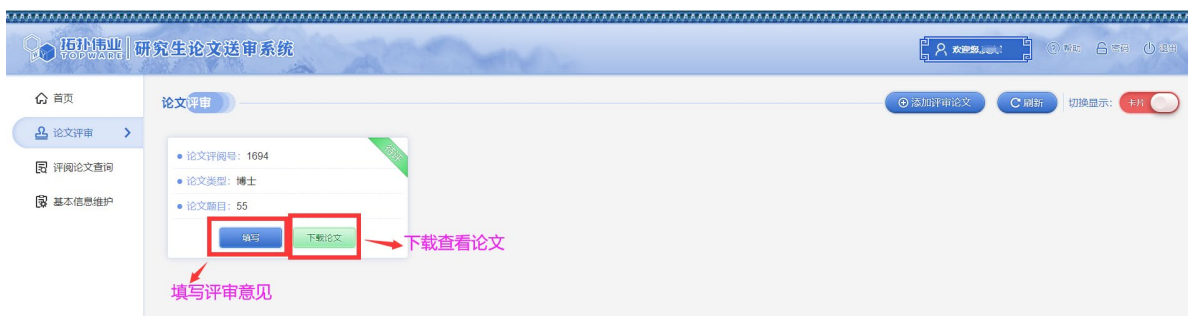 拓扑伟业 研究生论文送审系统
TOPWARE
欢迎您
帮助 密码 退出
首页
论文评审
评阅论文查询
基本信息维护
论文评审
添加评审论文 刷新 切换显示: 卡片
论文评阅号: 1694
待评
论文类型: 博士
论文题目: 55
填写 下载论文
下载查看论文
填写评审意见